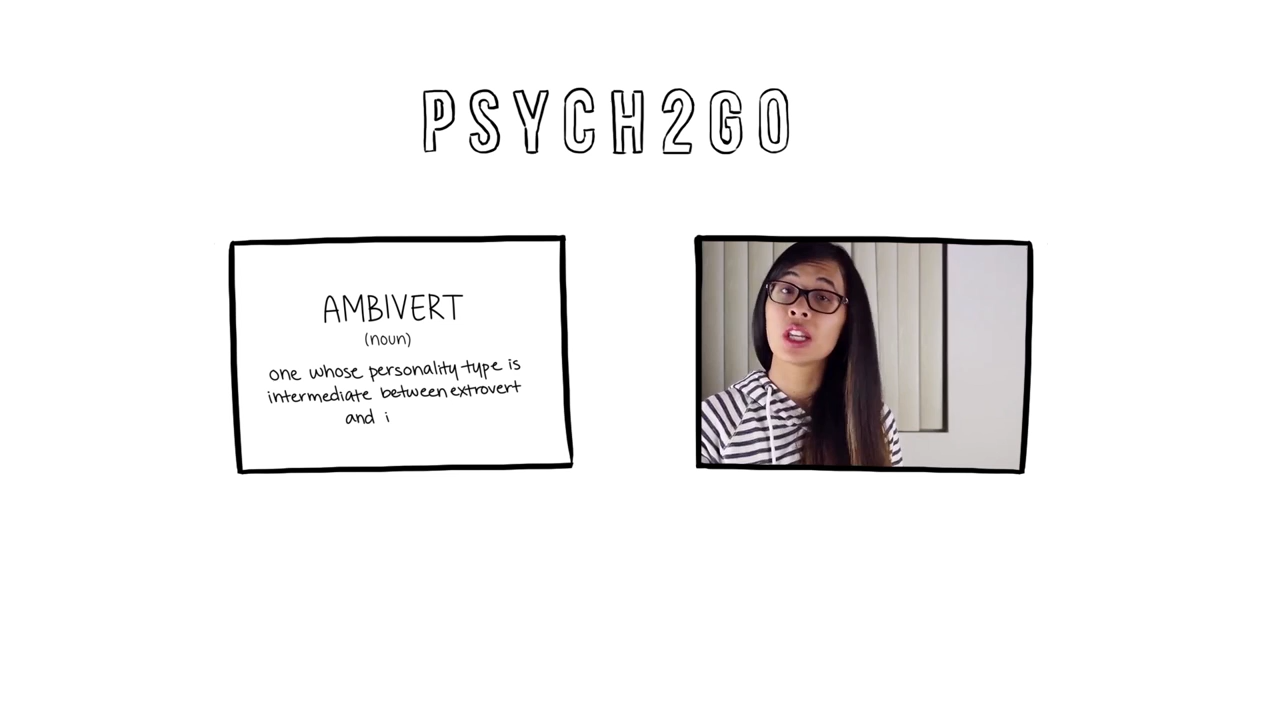 PSYCH2GO
AMBIVERT
(noun)
one whose personality type is
intermediate between extrovert
and i